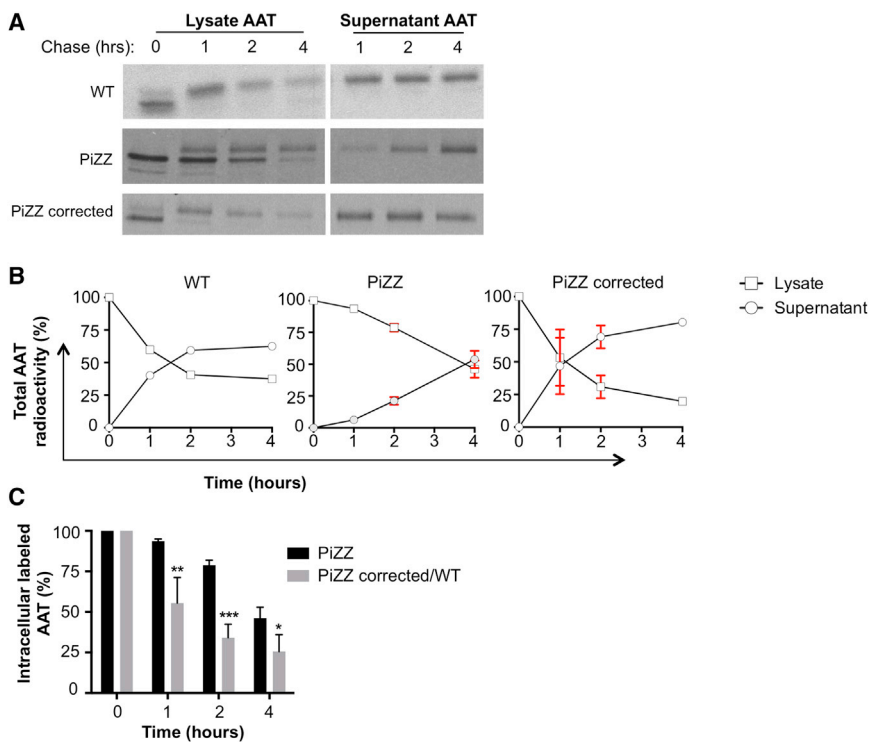 A
Lysate AAT Supernatant AAT
Chase (hrs): 0 1 2 4 1 2 4
WT
PiZZ
PiZZ corrected
B
WT PiZZ PiZZ corrected
Lysate
Supernatant
Total AAT
radioactivity (%)
100 75 50 25 0
0 1 2 3 4
100 75 50 25 0
0 1 2 3 4
100 75 50 25 0
0 1 2 3 4
Time (hours)
C
Intracellular labeled
AAT (%)
100
75
50
25
0
** *** *
PiZZ
PiZZ corrected/WT
0 1 2 4
Time (hours)